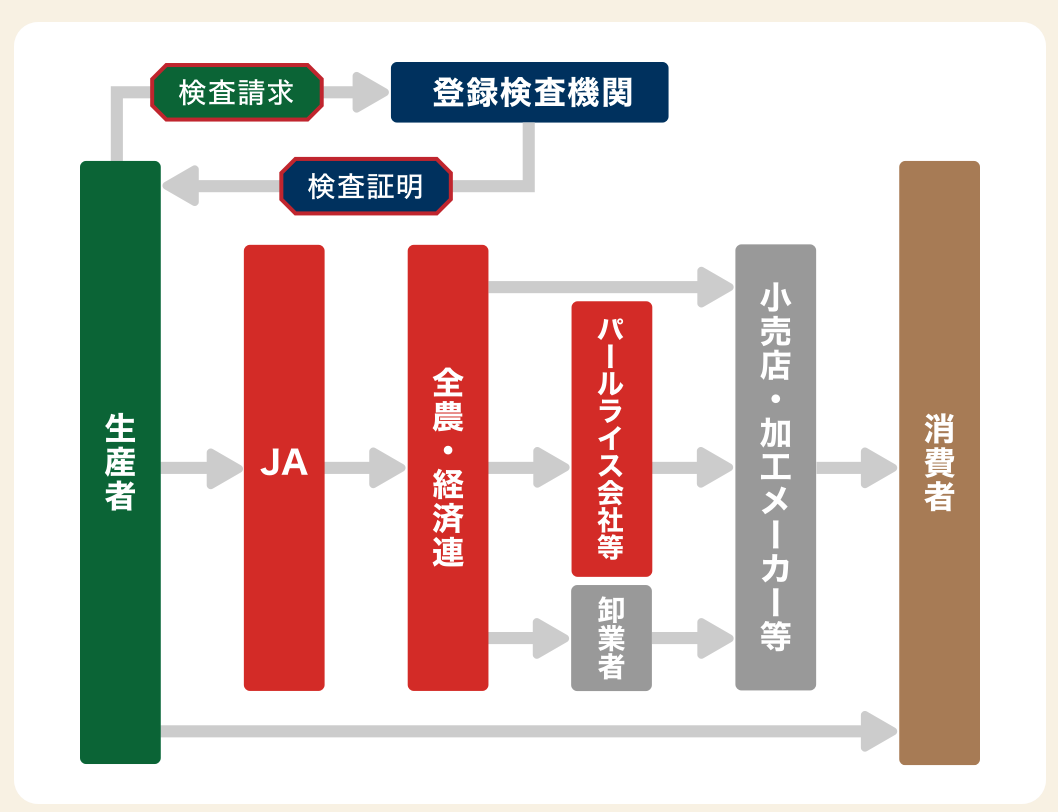 検査請求
登録検査機関
検査証明
生産者
JA
全農・経済連
パールライス会社等
卸業者
小売店・加工メーカー等
消費者